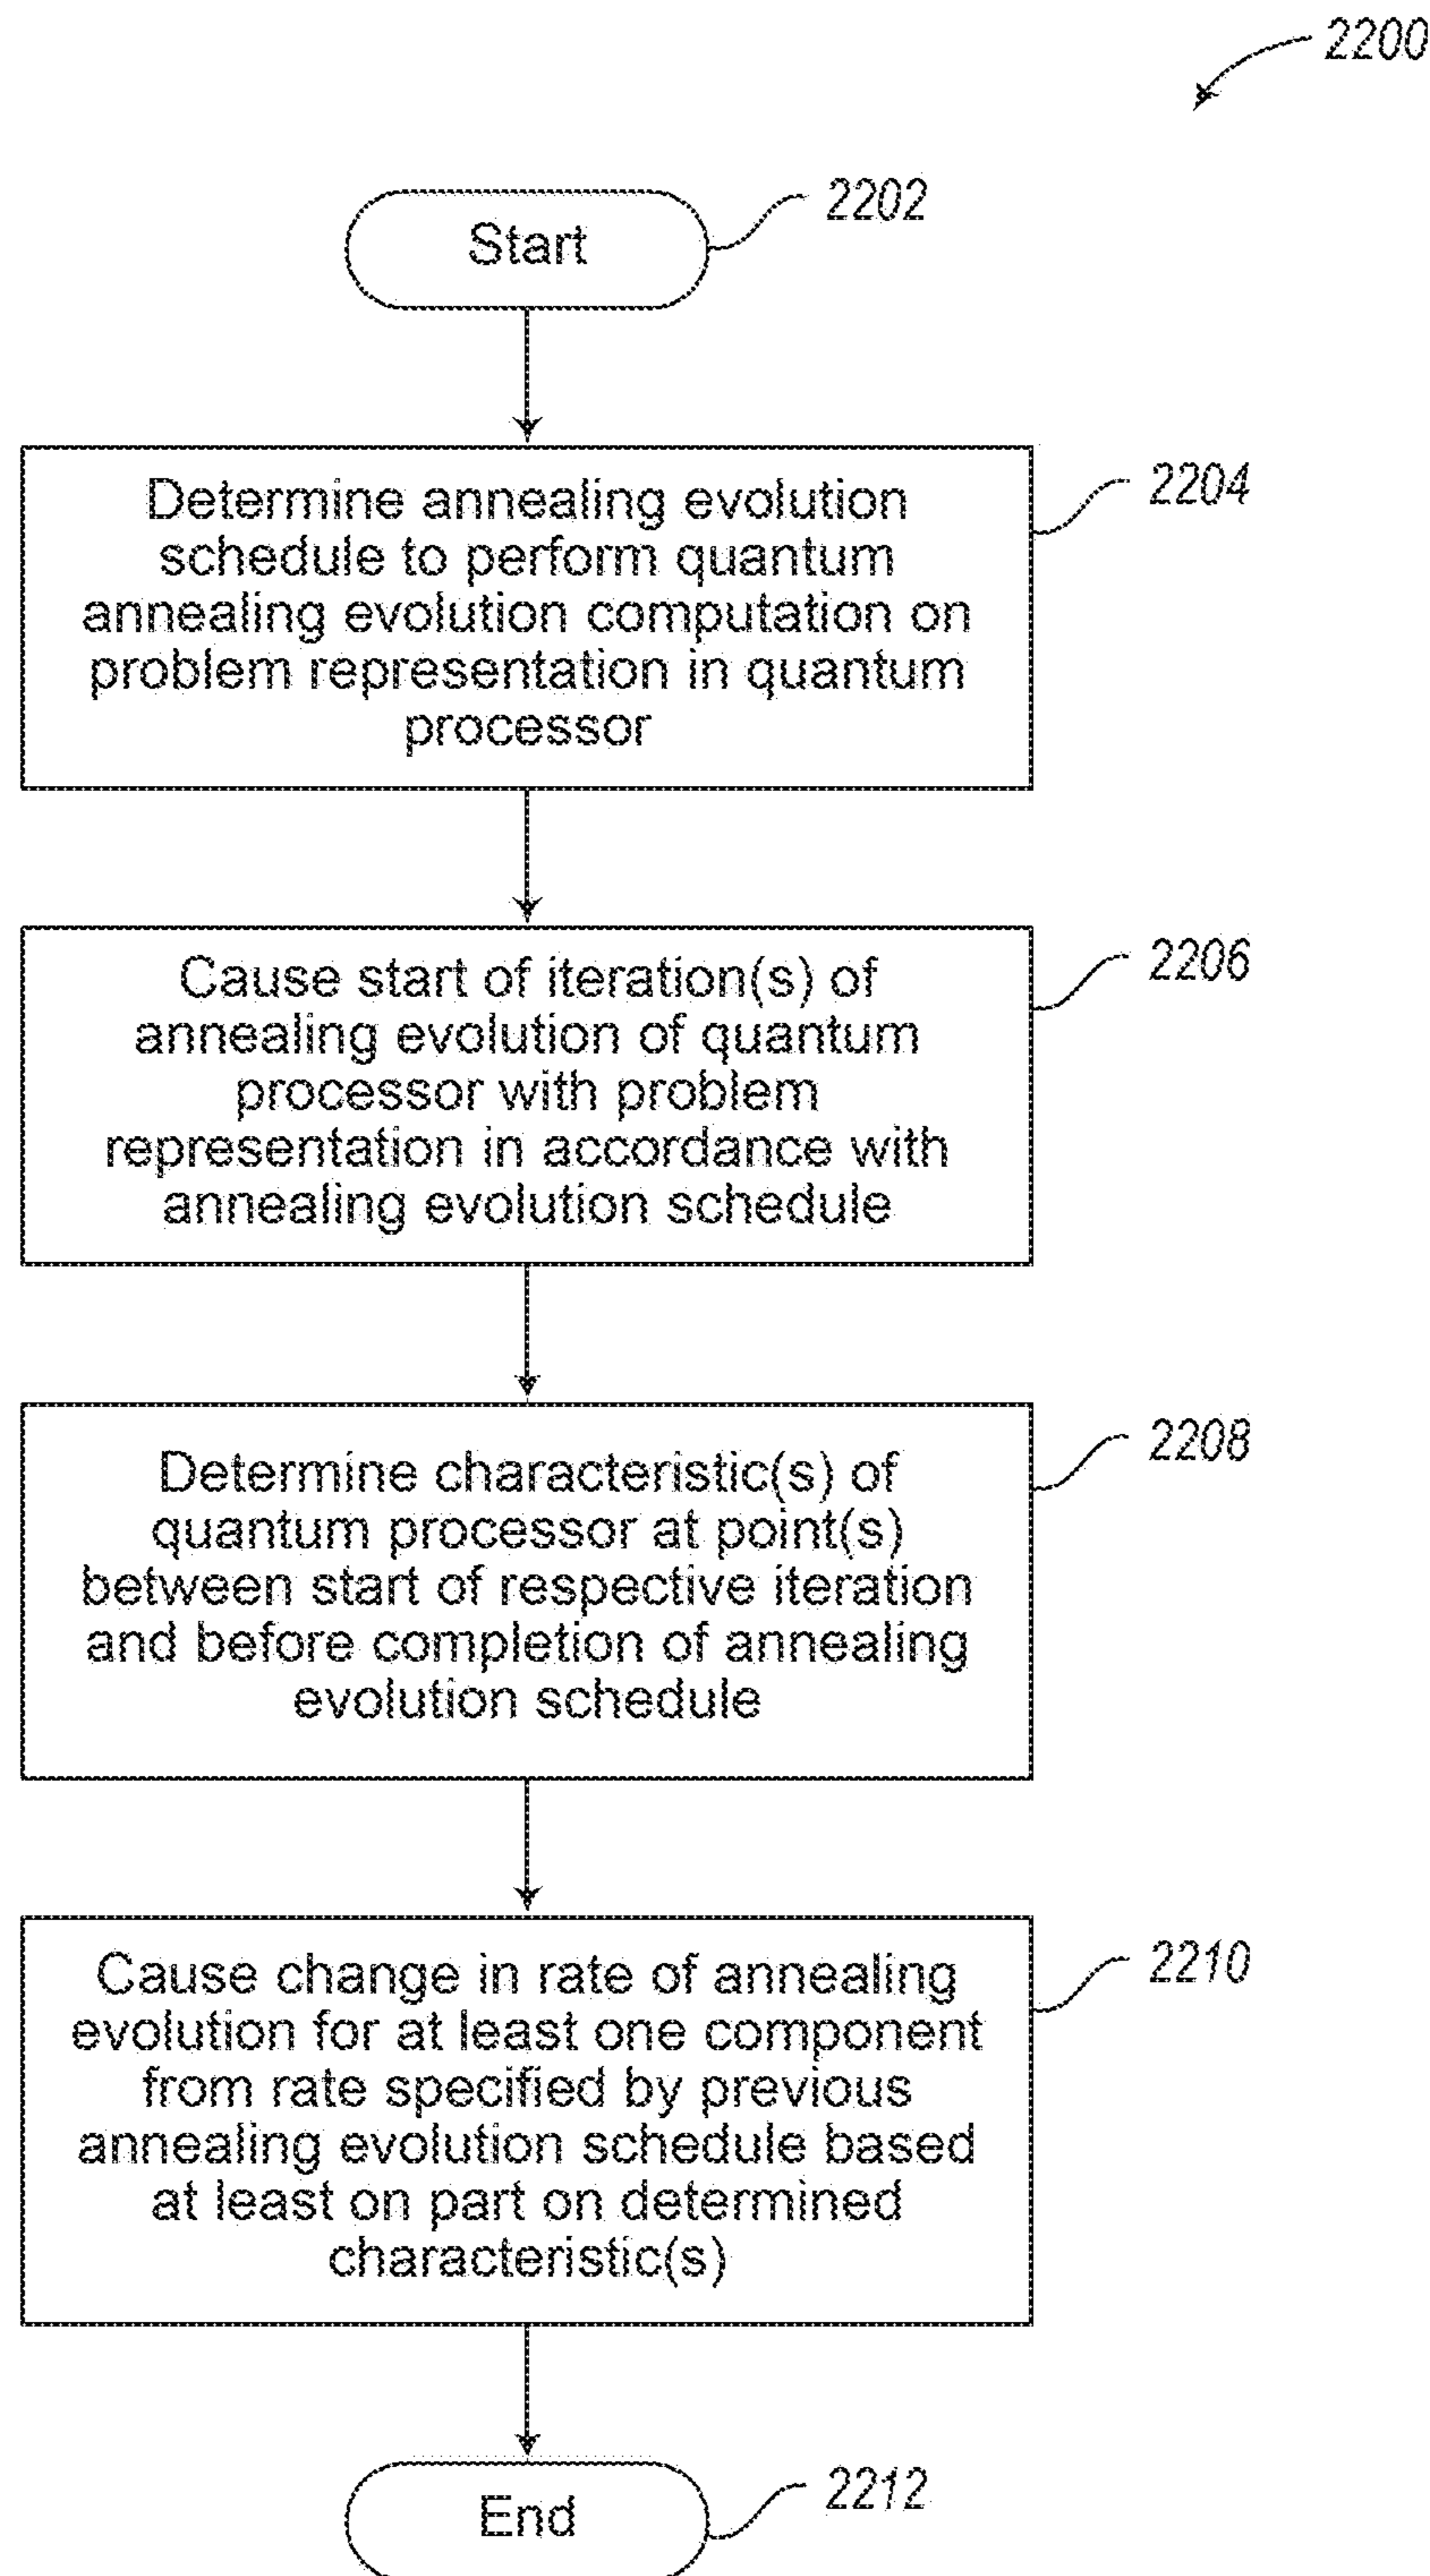 2200
Start
2202
Determine annealing evolution
schedule to perform quantum
annealing evolution computation on
problem representation in quantum
processor
2204
Cause start of iteration(s) of
annealing evolution of quantum
processor with problem
representation in accordance with
annealing evolution schedule
2206
Determine characteristic(s) of
quantum processor at point(s)
between start of respective iteration
and before completion of annealing
evolution schedule
2208
Cause change in rate of annealing
evolution for at least one component
from rate specified by previous
annealing evolution schedule based
at least on part on determined
characteristic(s)
2210
End
2212